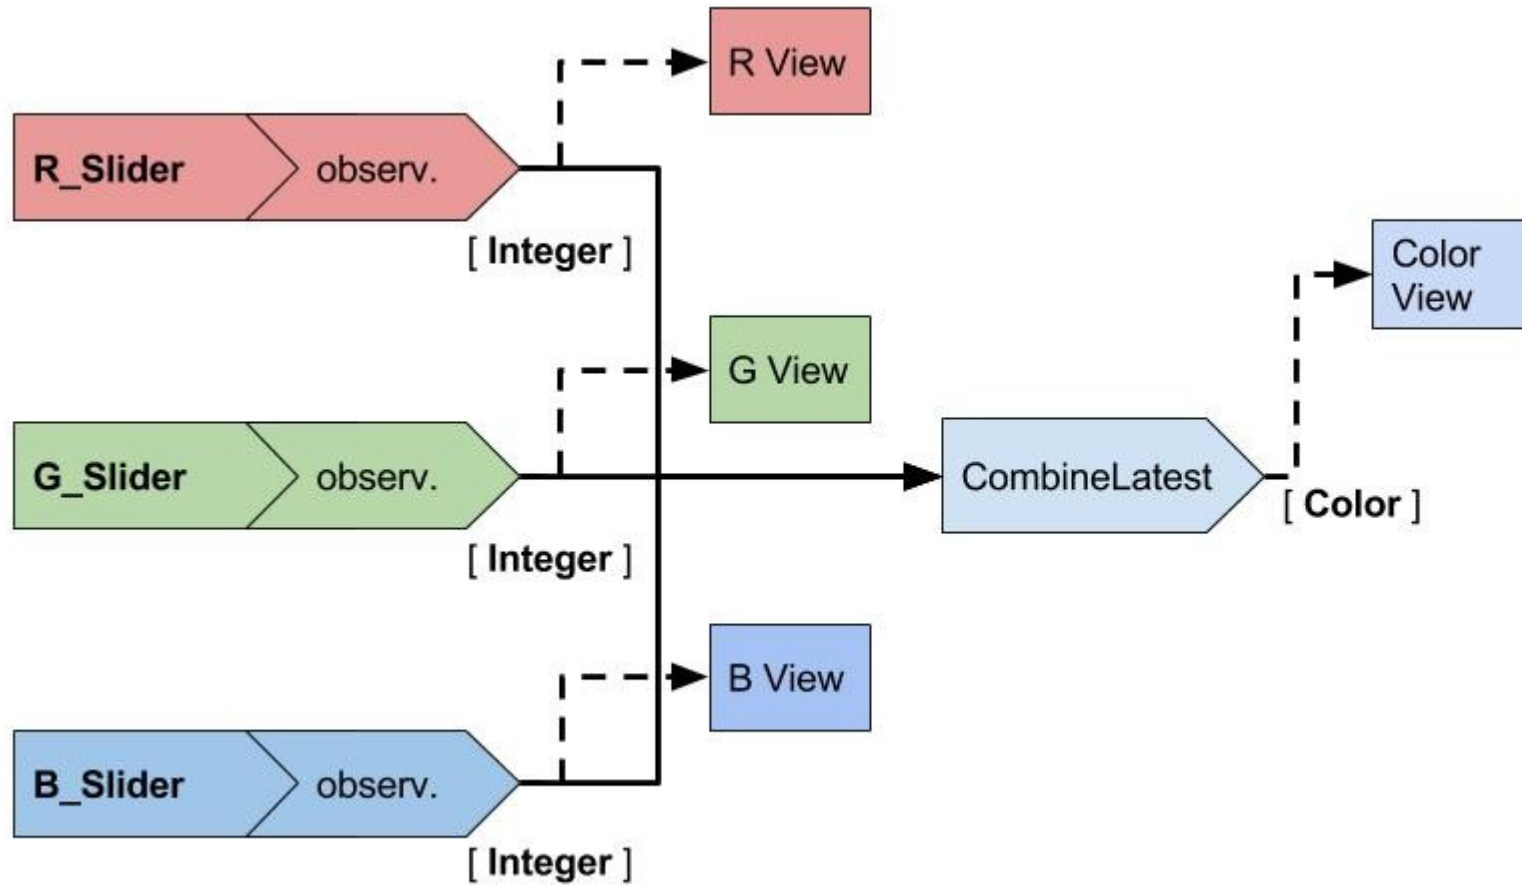 R View
R_Slider
observ.
[ Integer ]
Color
View
G View
G_Slider
observ.
CombineLatest
[ Color ]
[ Integer ]
B View
B_Slider
observ.
[ Integer ]